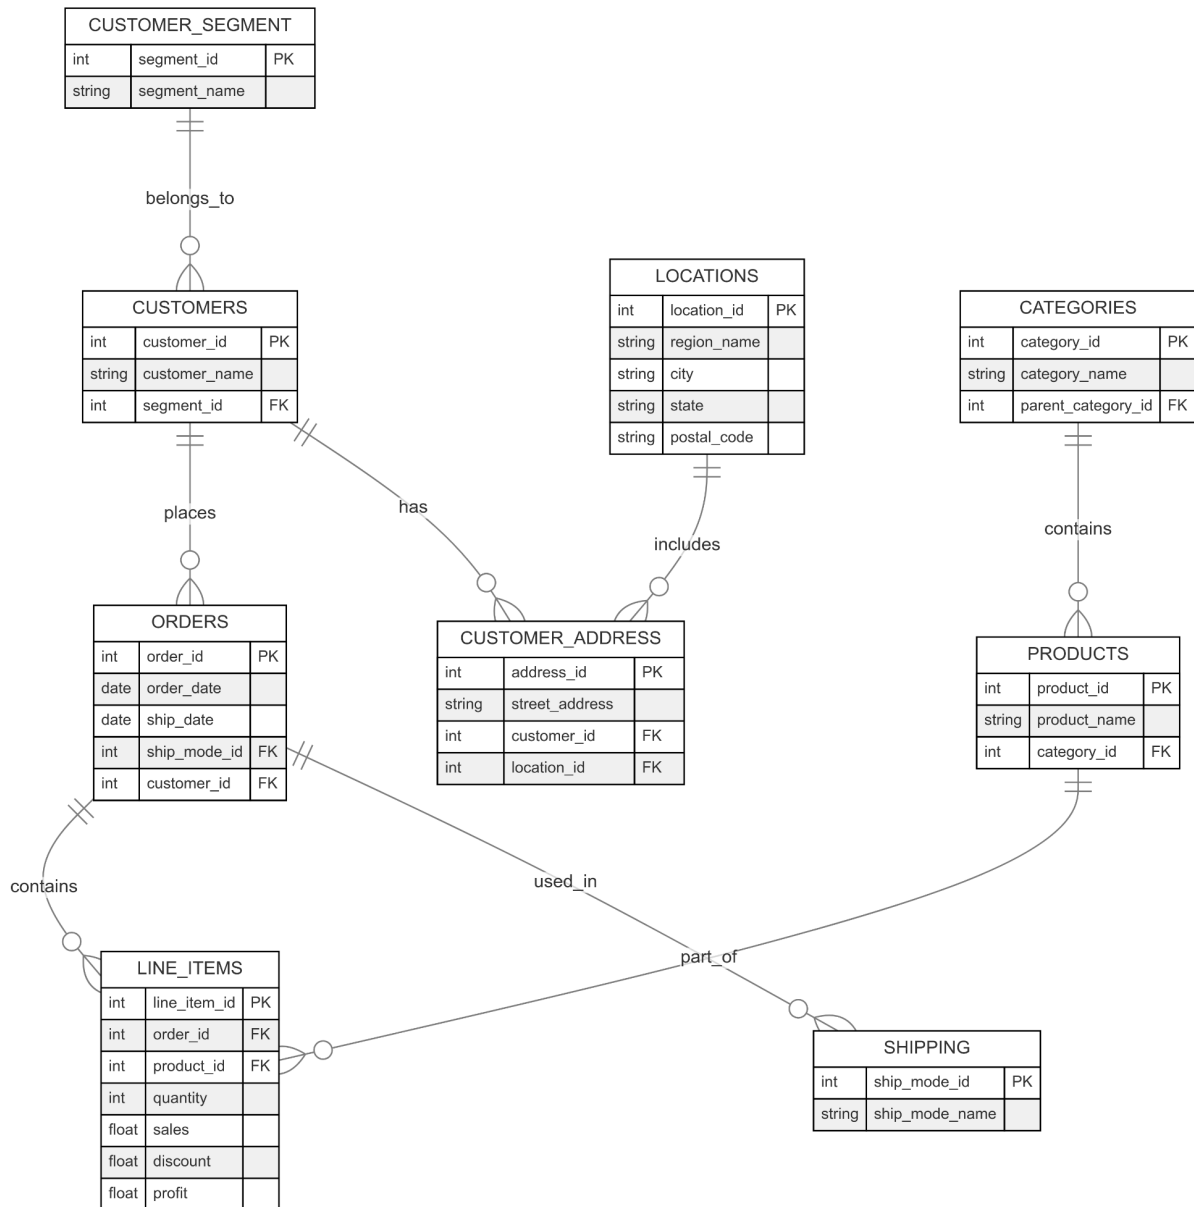 CUSTOMER_SEGMENT
int segment_id PK
string segment_name
belongs_to
CUSTOMERS
int customer_id PK
string customer_name
int segment_id FK
LOCATIONS
int location_id PK
string region_name
string city
string state
string postal_code
CATEGORIES
int category_id PK
string category_name
int parent_category_id FK
places
has
includes
contains
ORDERS
int order_id PK
date order_date
date ship_date
int ship_mode_id FK
int customer_id FK
CUSTOMER_ADDRESS
int address_id PK
string street_address
int customer_id FK
int location_id FK
PRODUCTS
int product_id PK
string product_name
int category_id FK
contains
used_in
part_of
LINE_ITEMS
int line_item_id PK
int order_id FK
int product_id FK
int quantity
float sales
float discount
float profit
SHIPPING
int ship_mode_id PK
string ship_mode_name